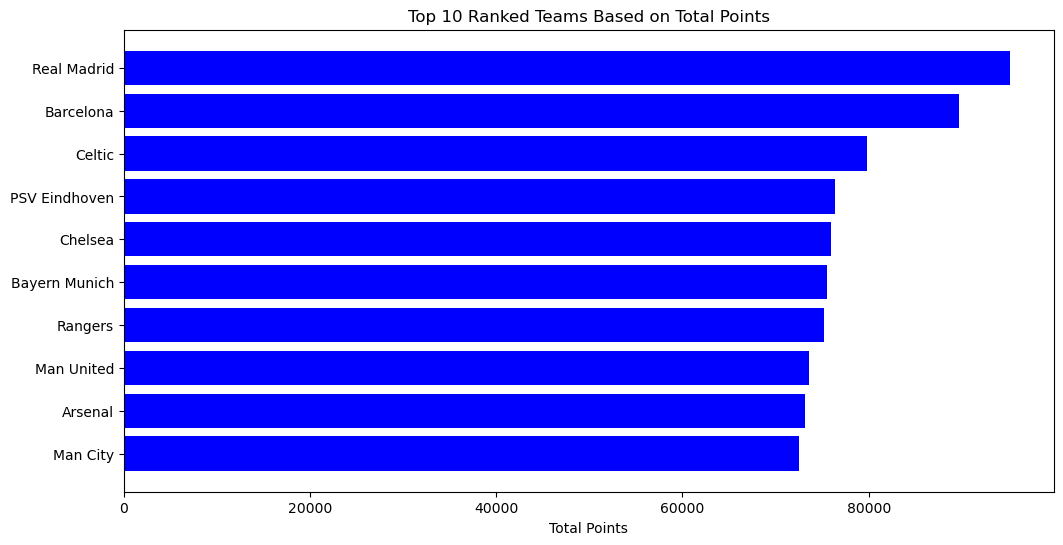 Top 10 Ranked Teams Based on Total Points
Real Madrid
Barcelona
Celtic
PSV Eindhoven
Chelsea
Bayern Munich
Rangers
Man United
Arsenal
Man City
0 20000 40000 60000 80000
Total Points